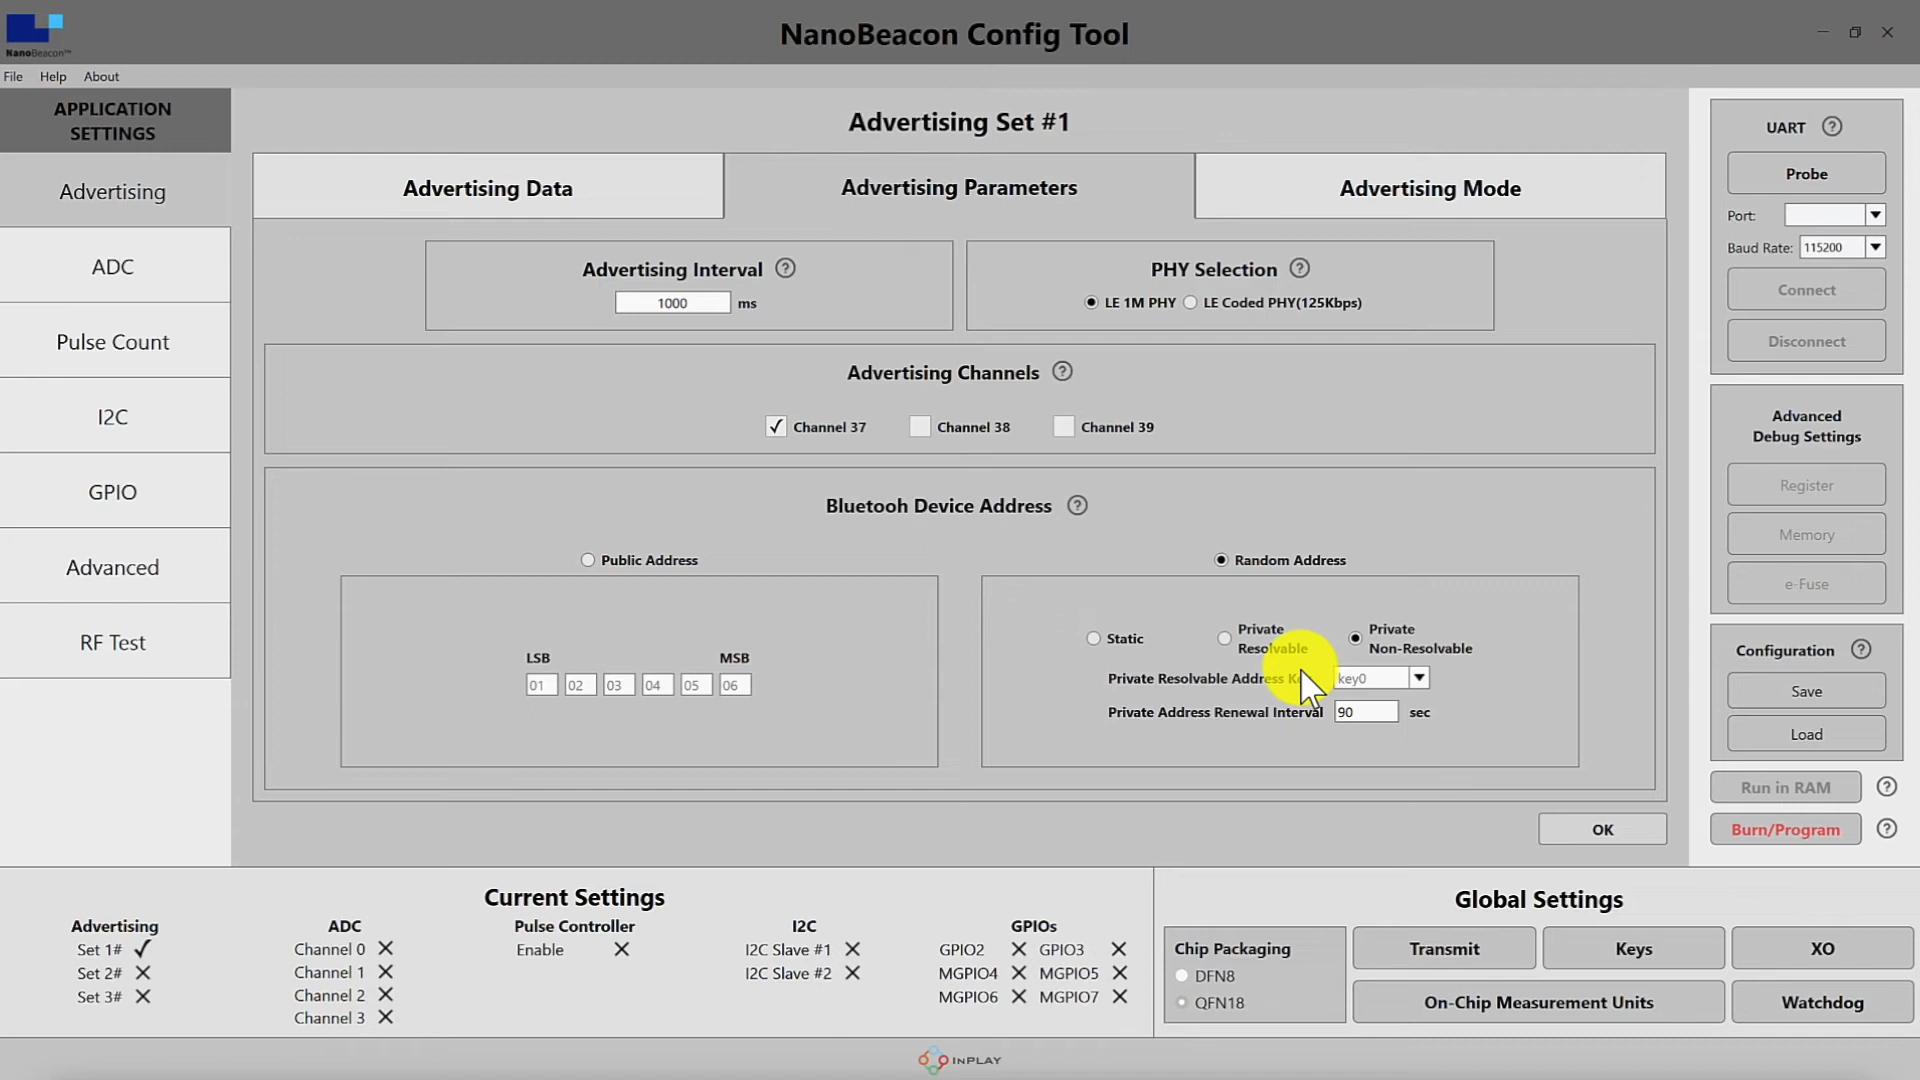 NanoBeacon Config Tool
NanoBeacon™
File Help About
APPLICATION
SETTINGS
Advertising
ADC
Pulse Count
I2C
GPIO
Advanced
RF Test
Advertising Set #1
Advertising Data
Advertising Parameters
Advertising Mode
Advertising Interval ?
1000 ms
PHY Selection ?
LE 1M PHY LE Coded PHY(125Kbps)
Advertising Channels ?
Channel 37 Channel 38 Channel 39
Bluetooh Device Address ?
Public Address
LSB MSB
01 02 03 04 05 06
Random Address
Static
Private
Resolvable
Private
Non-Resolvable
Private Resolvable Address key0
Private Address Renewal Interval 90 sec
OK
UART ?
Probe
Port:
Baud Rate: 115200
Connect
Disconnect
Advanced
Debug Settings
Register
Memory
e-Fuse
Configuration ?
Save
Load
Run in RAM ?
Burn/Program ?
Current Settings
Advertising
Set 1#
Set 2#
Set 3#
ADC
Channel 0
Channel 1
Channel 2
Channel 3
Pulse Controller
Enable
I2C
I2C Slave #1
I2C Slave #2
GPIOs
GPIO2 GPIO3
MGPIO4 MGPIO5
MGPIO6 MGPIO7
Global Settings
Chip Packaging
DFN8
QFN18
Transmit
Keys
XO
On-Chip Measurement Units
Watchdog
INPLAY